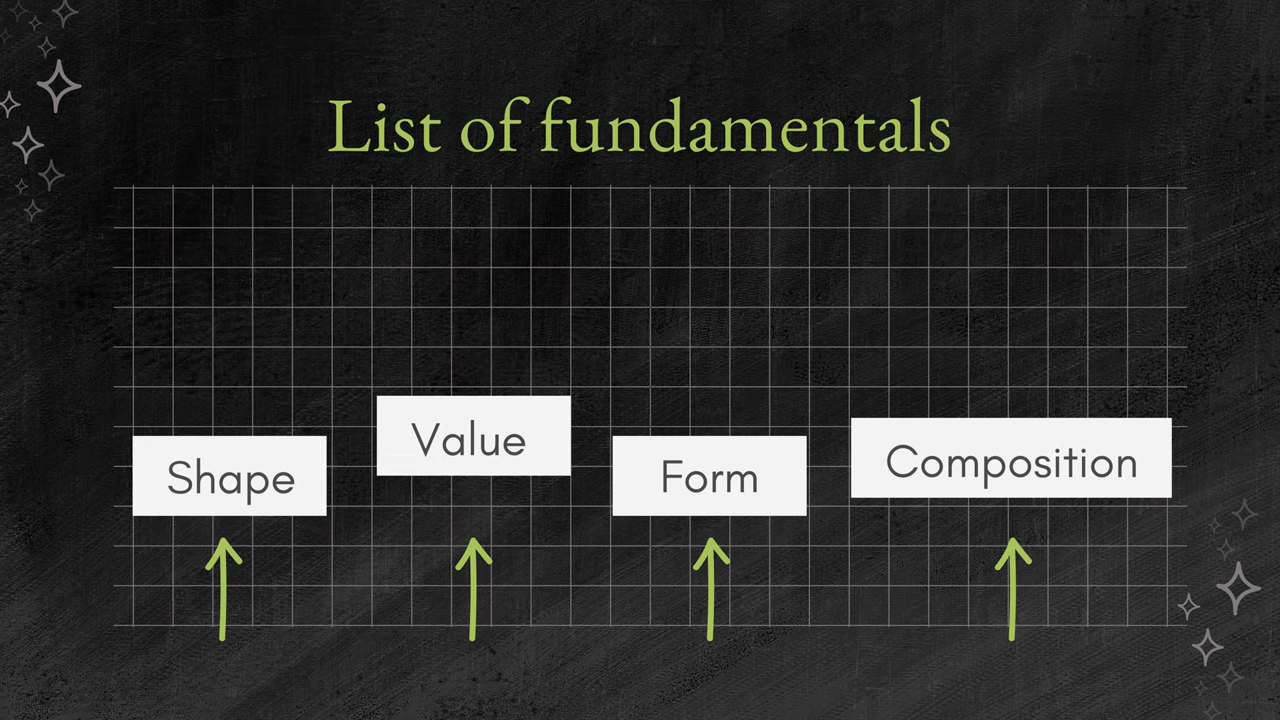 List of fundamentals
Shape
Value
Form
Composition